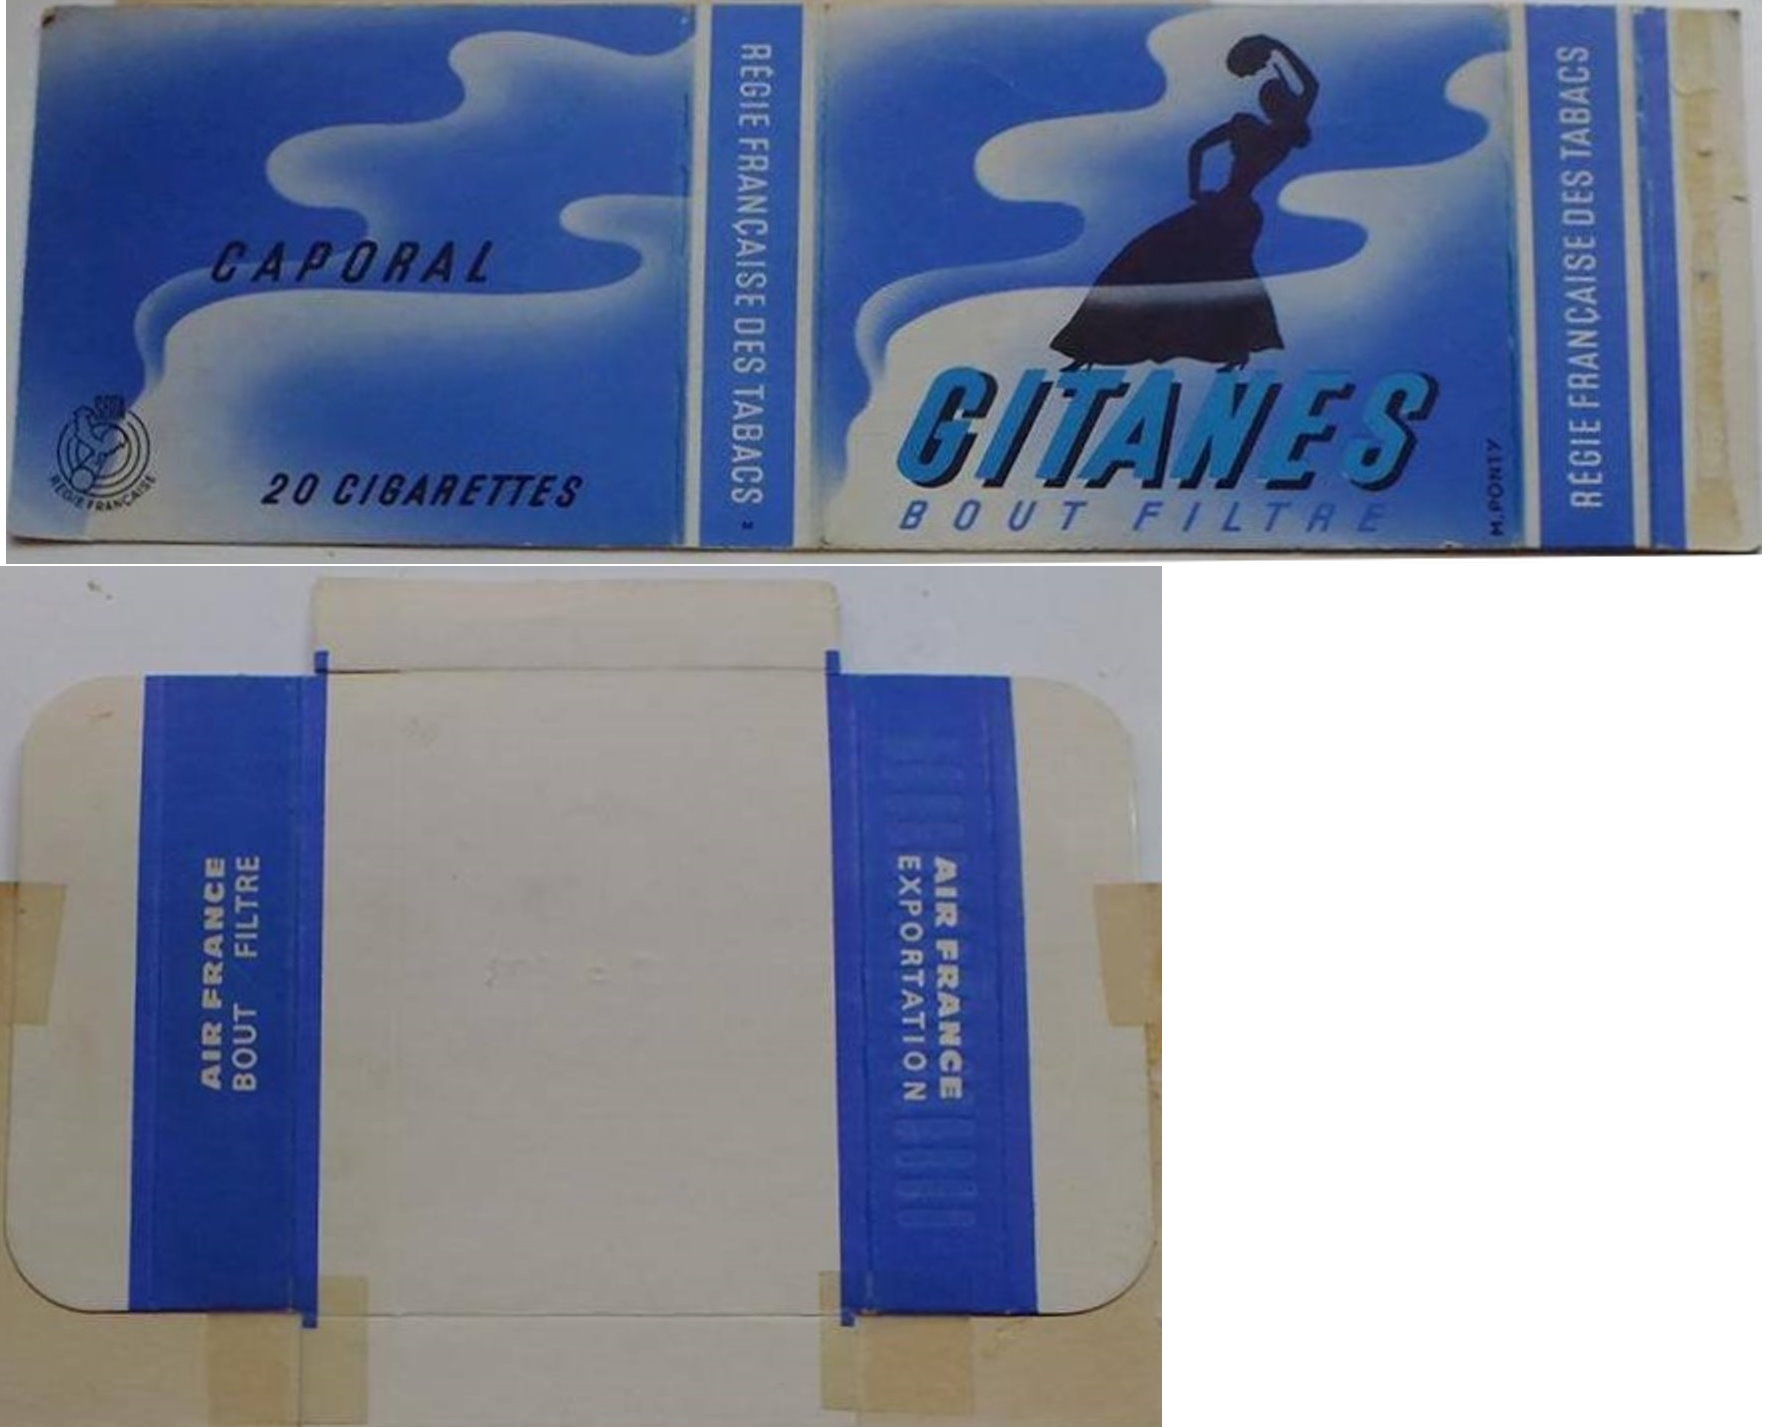 CAPORAL
SEITA
RÉGIE FRANÇAISE
20 CIGARETTES
RÉGIE FRANÇAISE DES TABACS
M
GITANES
BOUT FILTRE
M.PONTY
RÉGIE FRANÇAISE DES TABACS
AIR FRANCE
BOUT FILTRE
AIR FRANCE
EXPORTATION